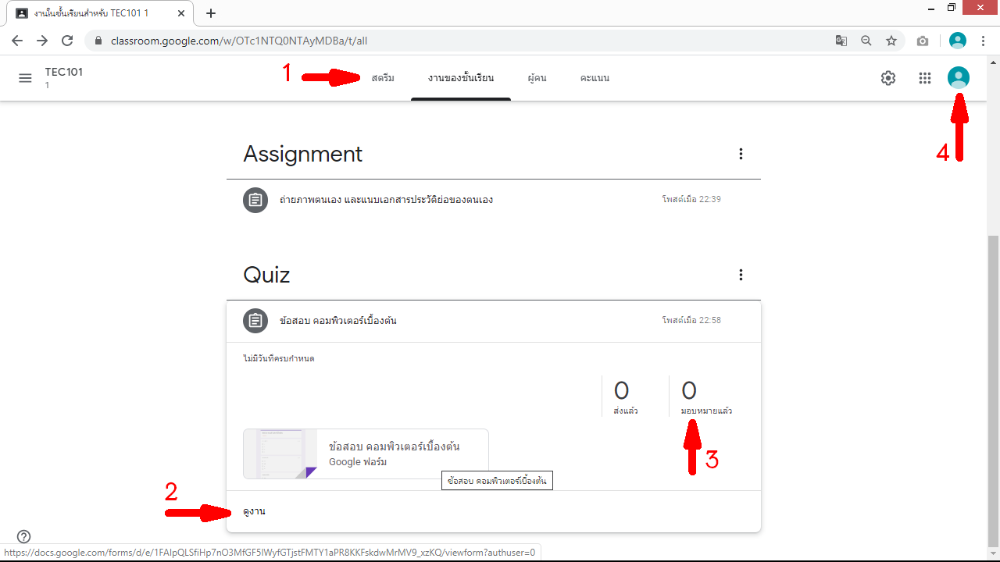 งานในชั้นเรียนสำหรับ TEC101 1
classroom.google.com/w/OTc1NTQ0NTAyMDBa/t/all
TEC101
1
1
สตรีม
งานของชั้นเรียน
ผู้คน
คะแนน
4
Assignment
ถ่ายภาพตนเอง และแนบเอกสารประวัติย่อของตนเอง
โพสต์เมื่อ 22:39
Quiz
ข้อสอบ คอมพิวเตอร์เบื้องต้น
โพสต์เมื่อ 22:58
ไม่มีวันที่ครบกำหนด
0
ส่งแล้ว
0
มอบหมายแล้ว
ข้อสอบ คอมพิวเตอร์เบื้องต้น
Google ฟอร์ม
3
ข้อสอบ คอมพิวเตอร์เบื้องต้น
2
ดูงาน
https://docs.google.com/forms/d/e/1FAIpQLSfiHp7nO3MfGF5IWyfGTjstFMTY1aPR8KKFskdwMrMV9_xzKQ/viewform?authuser=0